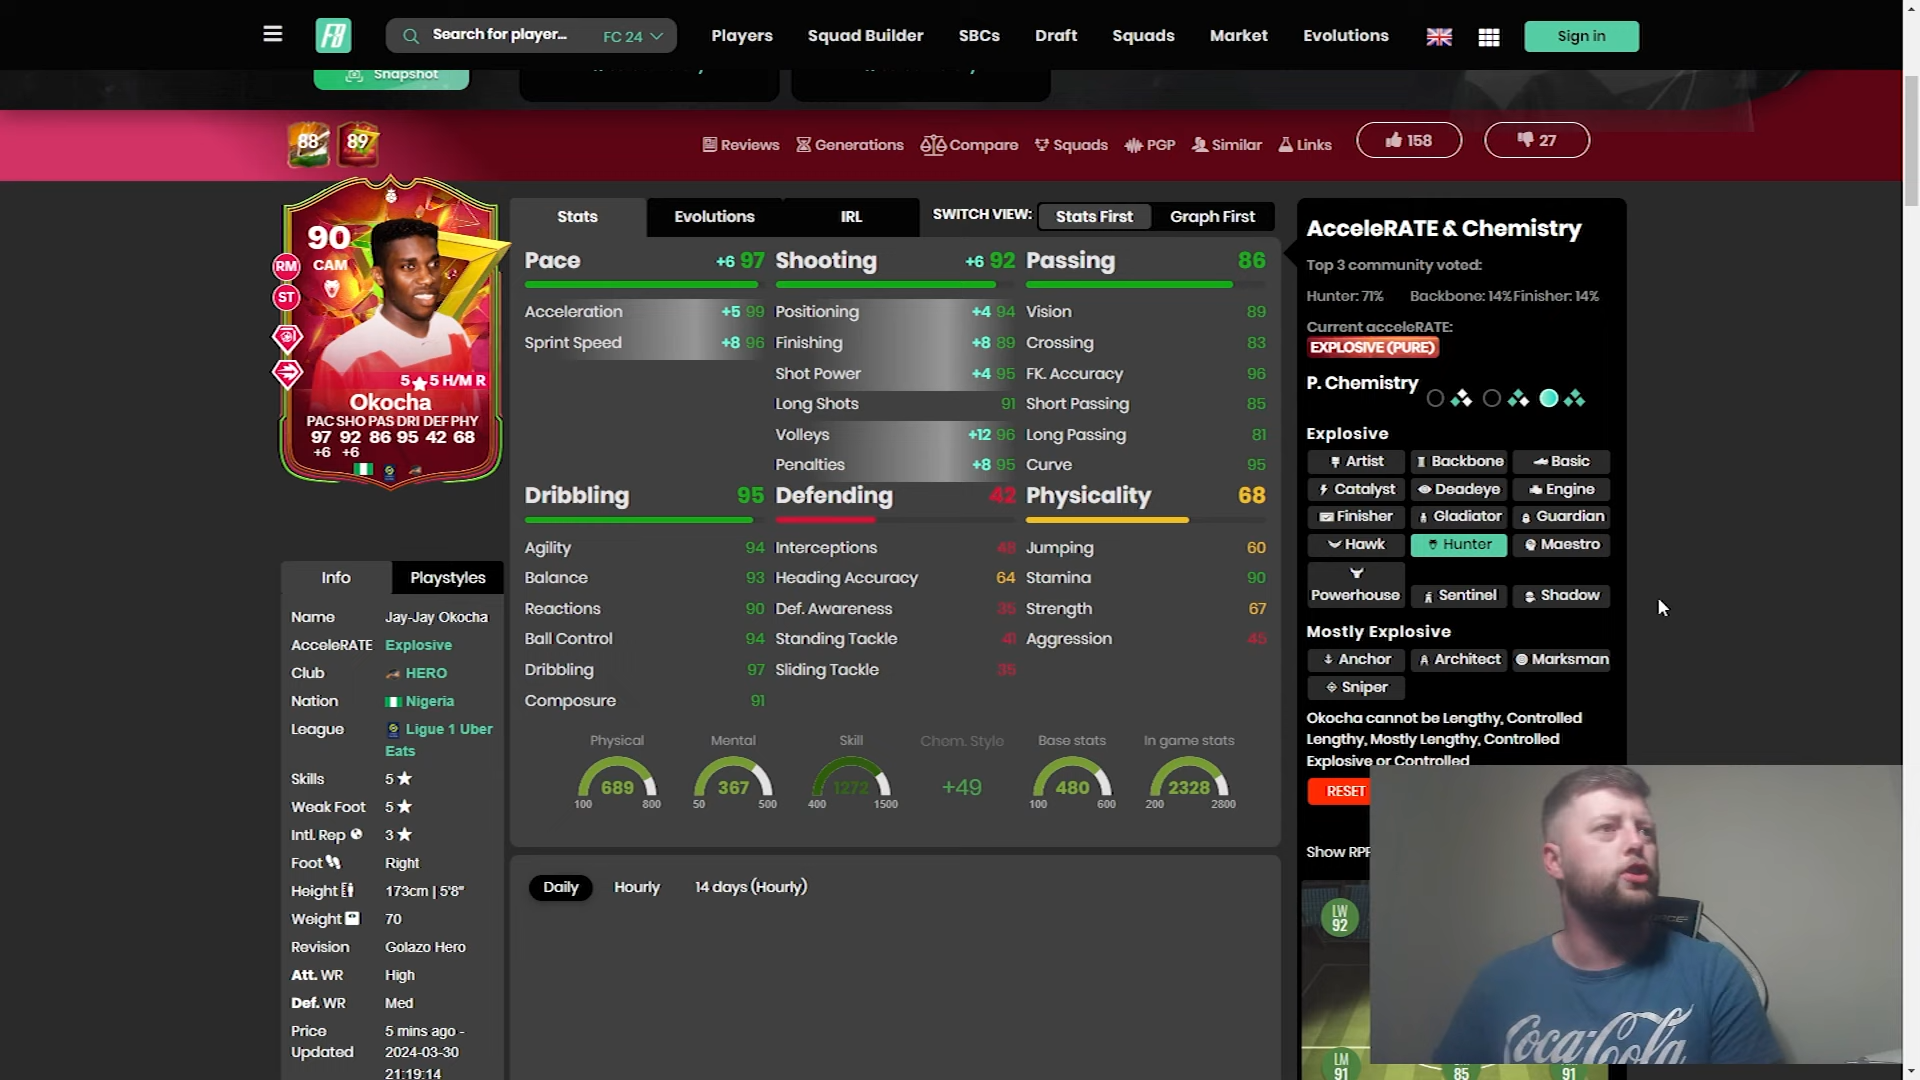 F8 Search for player... FC 24 Players Squad Builder SBCs Draft Squads Market Evolutions Sign in
Snapshot
88 89 Reviews Generations Compare Squads PGP Similar Links 158 27
90
CAM
RM
ST
5 ★ 5 H/M R
Okocha
PAC SHO PAS DRI DEF PHY
97 92 86 95 42 68
+6 +6
Info Playstyles
Name Jay-Jay Okocha
AcceleRATE Explosive
Club HERO
Nation Nigeria
League Ligue 1 Uber
Eats
Skills 5 ★
Weak Foot 5 ★
Intl. Rep 3 ★
Foot Right
Height 173cm | 5'8"
Weight 70
Revision Golazo Hero
Att. WR High
Def. WR Med
Price 5 mins ago -
Updated 2024-03-30
21:19:14
Stats Evolutions IRL SWITCH VIEW: Stats First Graph First
Pace +6 97
Acceleration +5 99
Sprint Speed +8 96
Shooting +6 92
Positioning +4 94
Finishing +8 89
Shot Power +4 95
Long Shots 91
Volleys +12 96
Penalties +8 95
Passing 86
Vision 89
Crossing 83
FK. Accuracy 96
Short Passing 85
Long Passing 81
Curve 95
Dribbling 95
Agility 94
Balance 93
Reactions 90
Ball Control 94
Dribbling 97
Composure 91
Defending 42
Interceptions 48
Heading Accuracy 64
Def. Awareness 35
Standing Tackle 41
Sliding Tackle 35
Physicality 68
Jumping 60
Stamina 90
Strength 67
Aggression 45
Physical Mental Skill Chem. Style Base stats In game stats
689 367 1272 +49 480 2328
100 800 50 500 400 1500 100 600 200 2800
Daily Hourly 14 days (Hourly)
AcceleRATE & Chemistry
Top 3 community voted:
Hunter: 71% Backbone: 14% Finisher: 14%
Current acceleRATE:
EXPLOSIVE (PURE)
P. Chemistry
Explosive
Artist Backbone Basic
Catalyst Deadeye Engine
Finisher Gladiator Guardian
Hawk Hunter Maestro
Powerhouse Sentinel Shadow
Mostly Explosive
Anchor Architect Marksman
Sniper
Okocha cannot be Lengthy, Controlled
Lengthy, Mostly Lengthy, Controlled
Explosive or Controlled
RESET
Show RPP
LW
92
LM
91
85
91
Coca-Cola